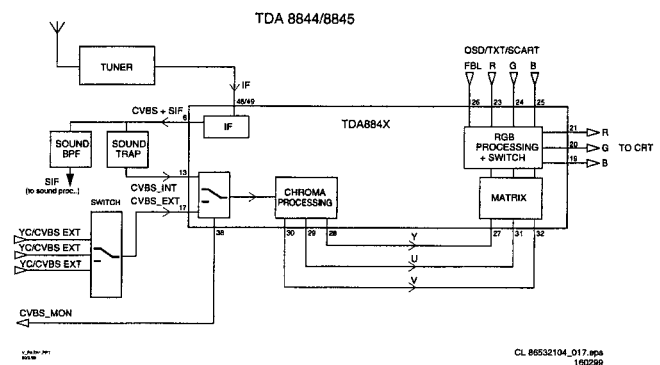 TDA 8844/8845
TUNER
IF
48/49
CVBS + SIF
6
IF
TDA884X
OSD/TXT/SCART
FBL R G B
26 23 24 25
RGB
PROCESSING
+ SWITCH
21 R
20 G TO CRT
19 B
SOUND
BPF
SOUND
TRAP
SIF
(to sound proc..)
13
CVBS_INT
CVBS_EXT
17
SWITCH
YC/CVBS EXT
YC/CVBS EXT
YC/CVBS EXT
CHROMA
PROCESSING
MATRIX
38
30 29 28
27 31 32
Y
U
V
CVBS_MON
CL 86532104_017.eps
160299